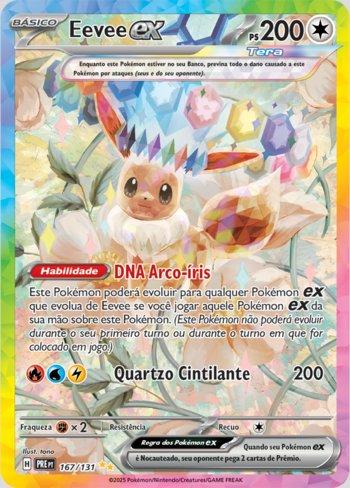 BÁSICO
Eevee ex PS 200
Tera
Enquanto este Pokémon estiver no seu Banco, previna todo o dano causado a este
Pokémon por ataques (seus e do seu oponente).
Habilidade DNA Arco-íris
Este Pokémon poderá evoluir para qualquer Pokémon ex
que evolua de Eevee se você jogar aquele Pokémon ex da
sua mão sobre este Pokémon. (Este Pokémon não poderá evoluir
durante o seu primeiro turno ou durante o turno em que for
colocado em jogo.)
Quartzo Cintilante 200
Fraqueza × 2 Resistência Recuo
Ilust. tono
Regra dos Pokémon ex
Quando seu Pokémon ex
é Nocauteado, seu oponente pega 2 cartas de Prêmio.
H PRE PT 167/131
©2025 Pokémon/Nintendo/Creatures/GAME FREAK